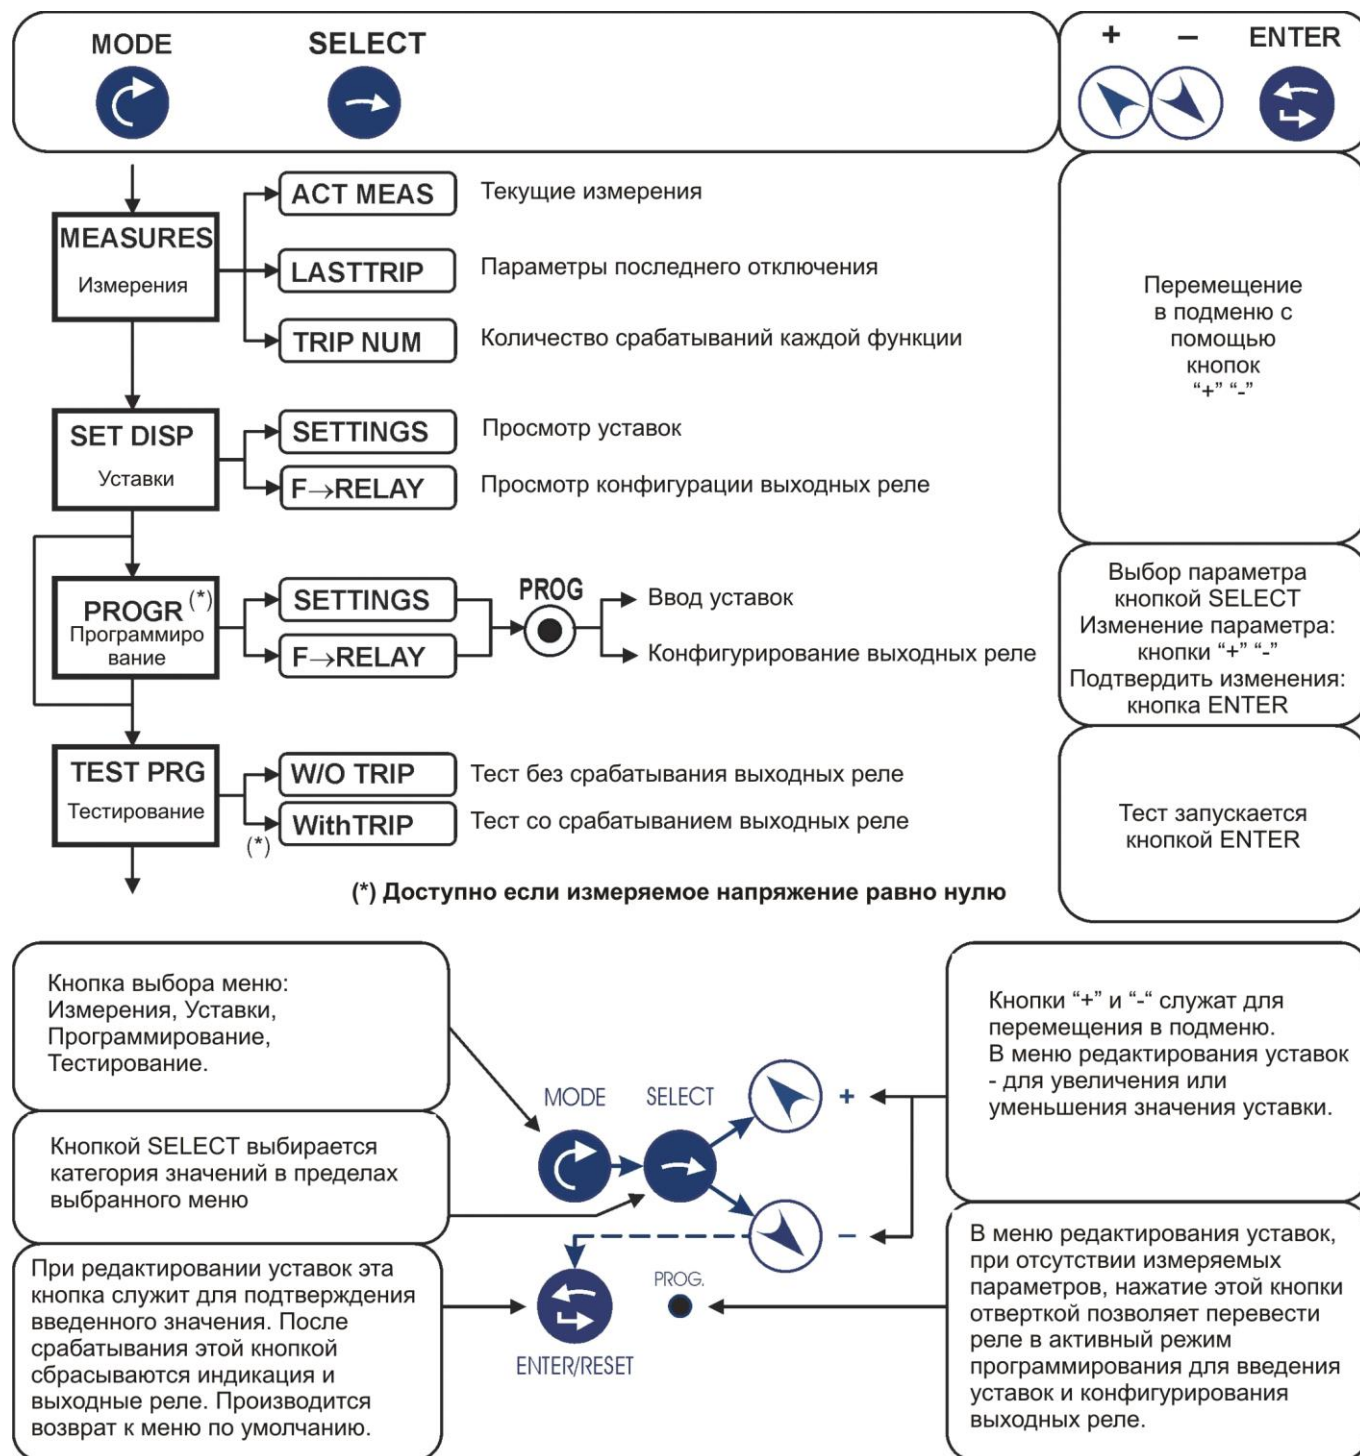 MODE
SELECT
+ – ENTER
MEASURES
Измерения
ACT MEAS
Текущие измерения
LASTTRIP
Параметры последнего отключения
TRIP NUM
Количество срабатываний каждой функции
Перемещение
в подменю с
помощью
кнопок
“+” “-”
SET DISP
Уставки
SETTINGS
Просмотр уставок
F→RELAY
Просмотр конфигурации выходных реле
PROGR (*)
Программиро
вание
SETTINGS
F→RELAY
PROG
Ввод уставок
Конфигурирование выходных реле
Выбор параметра
кнопкой SELECT
Изменение параметра:
кнопки “+” “-”
Подтвердить изменения:
кнопка ENTER
TEST PRG
Тестирование
W/O TRIP
Тест без срабатывания выходных реле
WithTRIP
(*)
Тест со срабатыванием выходных реле
Тест запускается
кнопкой ENTER
(*) Доступно если измеряемое напряжение равно нулю
Кнопка выбора меню:
Измерения, Уставки,
Программирование,
Тестирование.
Кнопкой SELECT выбирается
категория значений в пределах
выбранного меню
При редактировании уставок эта
кнопка служит для подтверждения
введенного значения. После
срабатывания этой кнопкой
сбрасываются индикация и
выходные реле. Производится
возврат к меню по умолчанию.
MODE
SELECT
+
–
PROG.
ENTER/RESET
Кнопки “+” и “-“ служат для
перемещения в подменю.
В меню редактирования уставок
- для увеличения или
уменьшения значения уставки.
В меню редактирования уставок,
при отсутствии измеряемых
параметров, нажатие этой кнопки
отверткой позволяет перевести
реле в активный режим
программирования для введения
уставок и конфигурирования
выходных реле.